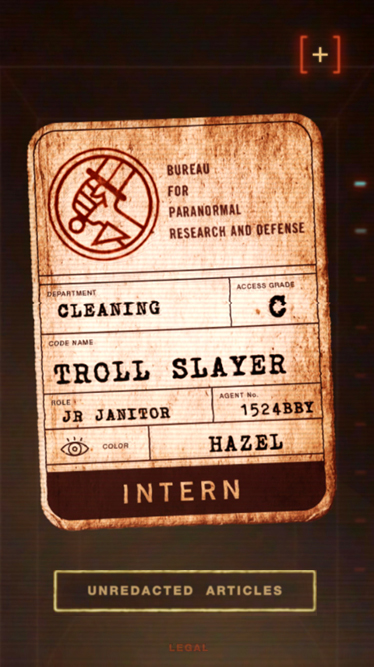 [+]
BUREAU
FOR
PARANORMAL
RESEARCH AND DEFENSE
DEPARTMENT
CLEANING
ACCESS GRADE
C
CODE NAME
TROLL SLAYER
ROLE
JR JANITOR
AGENT No.
1524BBY
COLOR
HAZEL
INTERN
UNREDACTED ARTICLES
LEGAL